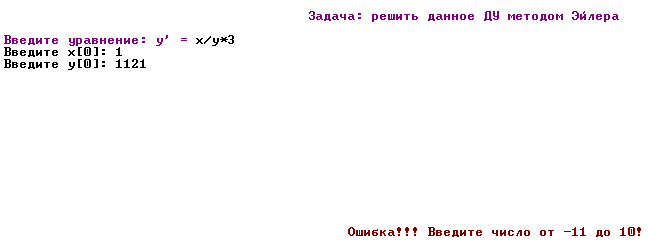 Задача: решить данное ДУ методом Эйлера
Введите уравнение: y' = x/y*3
Введите x[0]: 1
Введите y[0]: 1121
Ошибка!!! Введите число от -11 до 10!